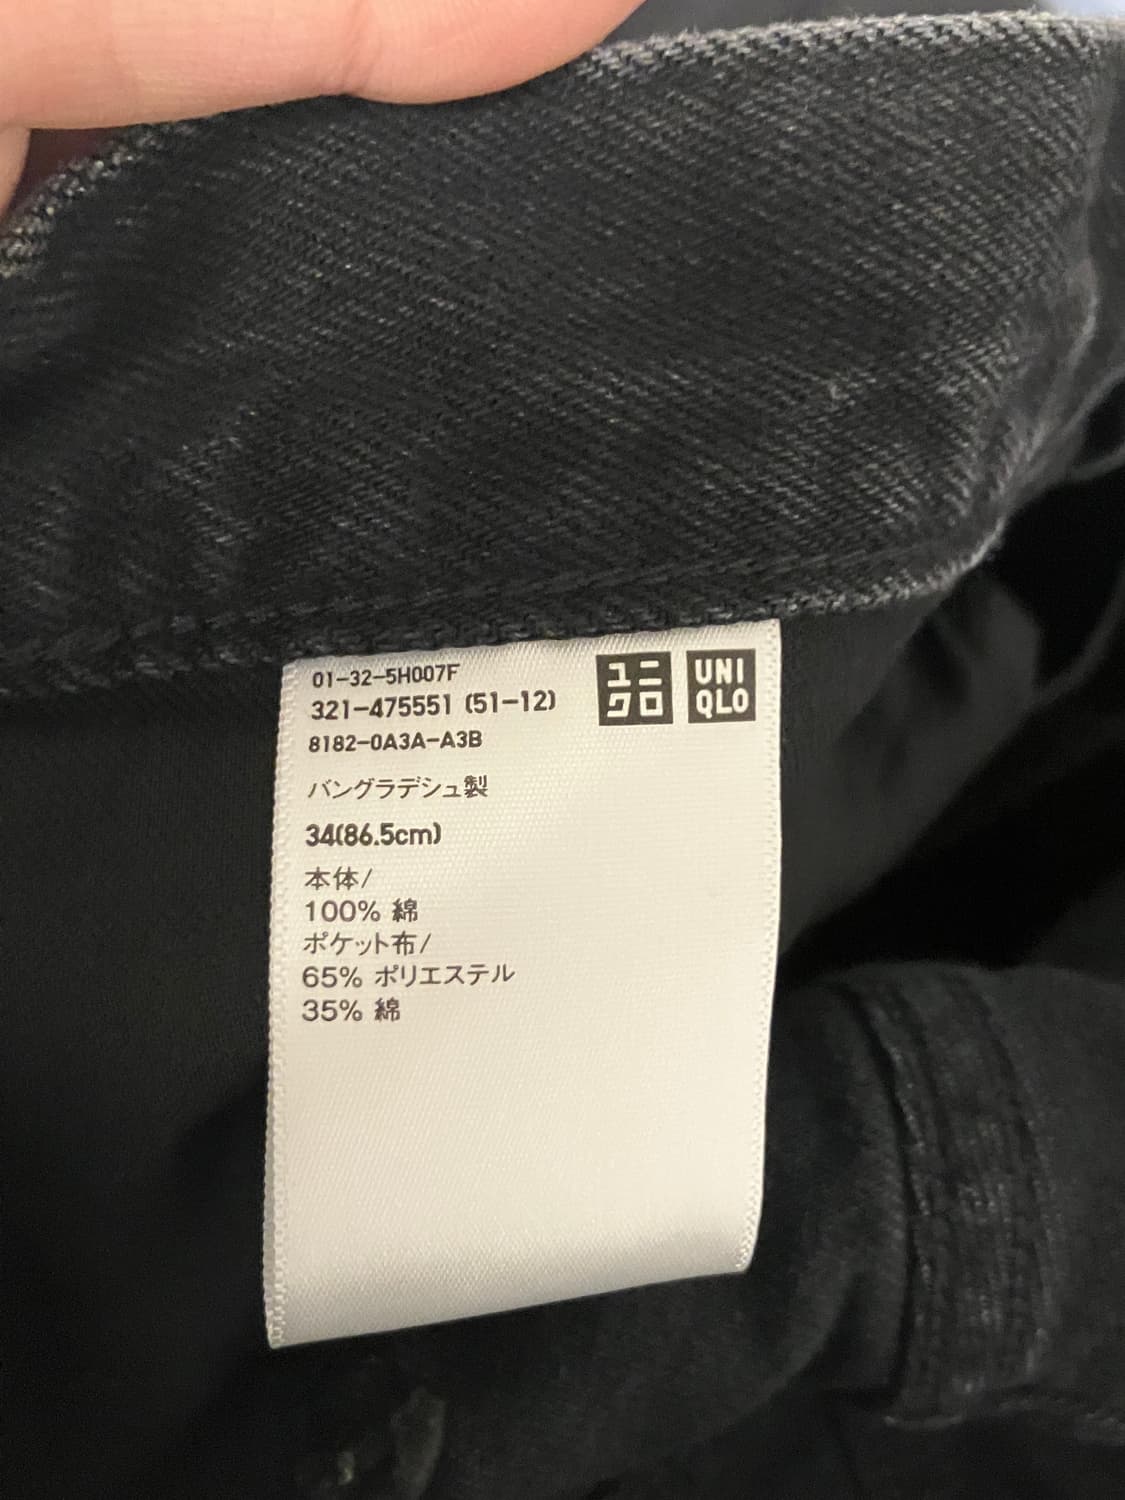 01-32-5H007F
321-475551 (51-12)
8182-0A3A-A3B
ユニ
クロ
UNI
QLO
バングラデシュ製
34(86.5cm)
本体/
100% 綿
ポケット布/
65% ポリエステル
35% 綿